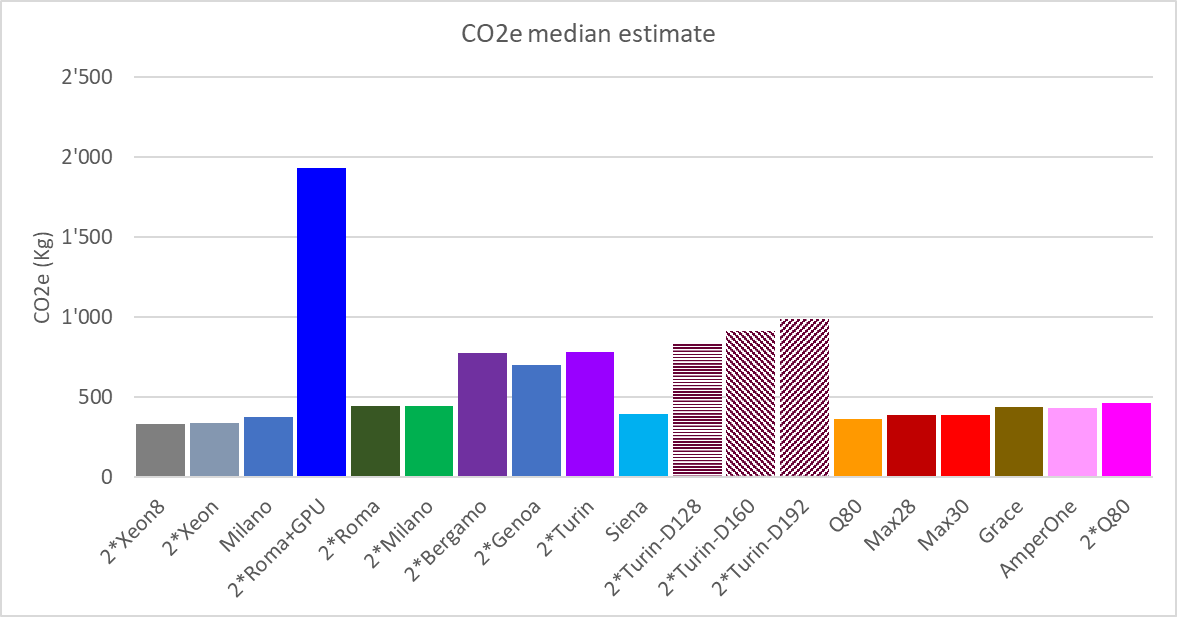 CO2e median estimate
CO2e (Kg)
2'500
2'000
1'500
1'000
500
0
2*Xeon8
2*Xeon
Milano
2*Roma+GPU
2*Roma
2*Milano
2*Bergamo
2*Genoa
2*Turin
Siena
2*Turin-D128
2*Turin-D160
2*Turin-D192
Q80
Max28
Max30
Grace
AmperOne
2*Q80